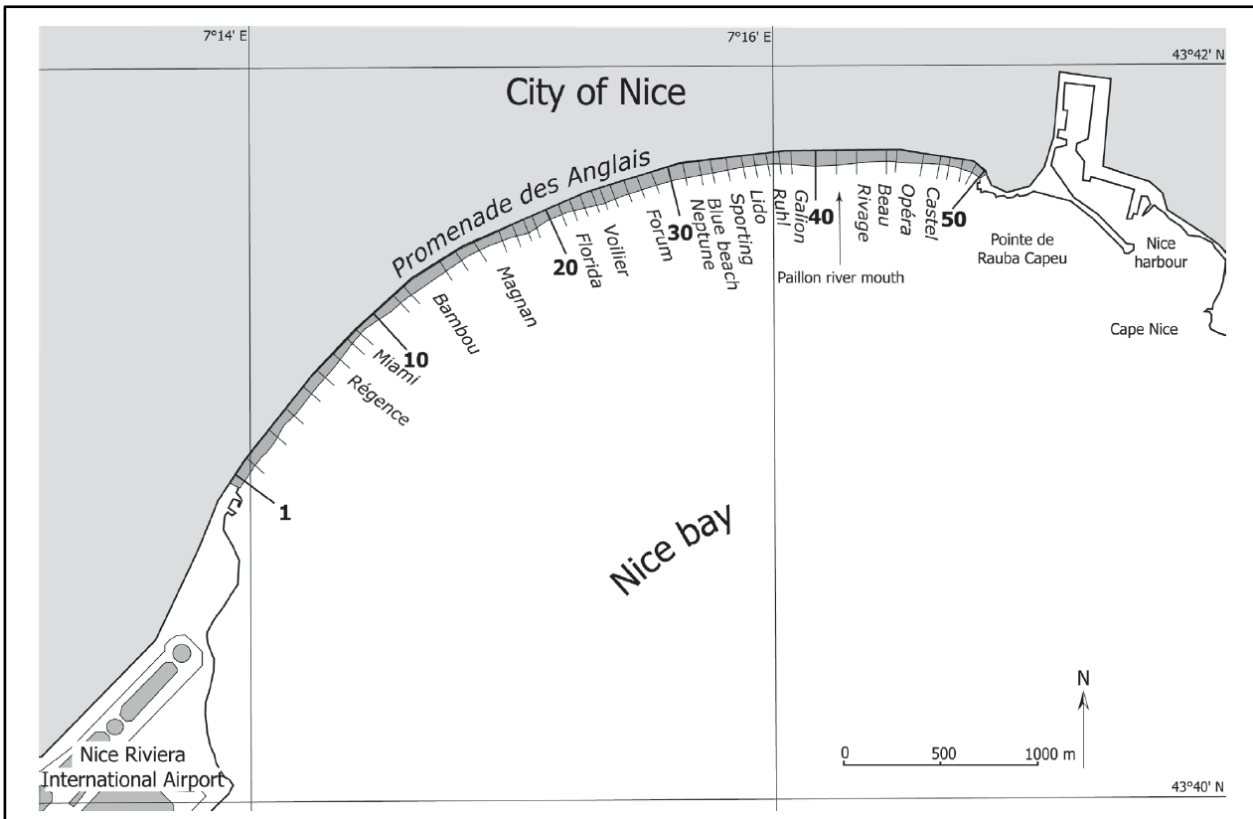 7°14' E
7°16' E
43°42' N
City of Nice
Promenade des Anglais
1
Régence
Miami
10
Bambou
Magnan
20
Florida
Voilier
Forum
30
Neptune
Blue beach
Sporting
Lido
Ruhl
Galion
40
Paillon river mouth
Rivage
Beau
Opéra
Castel
50
Pointe de
Rauba Capeu
Nice
harbour
Cape Nice
Nice bay
N
0 500 1000 m
Nice Riviera
International Airport
43°40' N